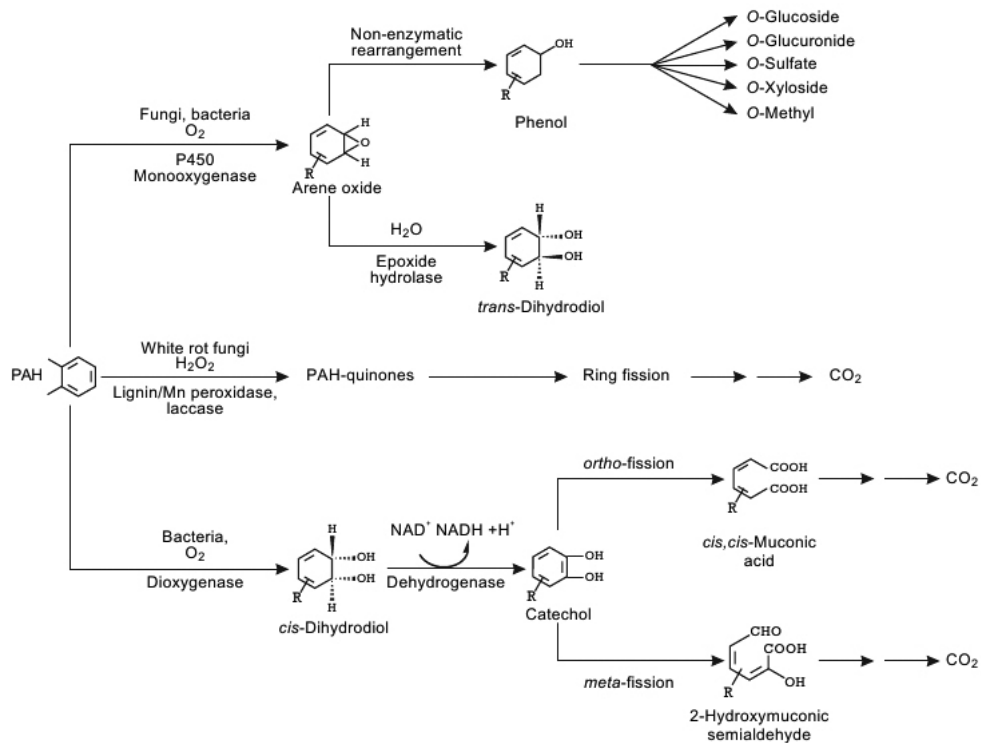 O-Glucoside
O-Glucuronide
O-Sulfate
O-Xyloside
O-Methyl
Non-enzymatic
rearrangement
OH
R
Phenol
Fungi, bacteria
O₂
P450
Monooxygenase
H
O
H
R
Arene oxide
H₂O
Epoxide
hydrolase
H
OH
OH
R
H
trans-Dihydrodiol
PAH
White rot fungi
H₂O₂
Lignin/Mn peroxidase,
laccase
PAH-quinones
Ring fission
CO₂
Bacteria,
O₂
Dioxygenase
H
OH
OH
R
H
cis-Dihydrodiol
NAD⁺ NADH +H⁺
Dehydrogenase
OH
OH
R
Catechol
ortho-fission
COOH
COOH
R
cis,cis-Muconic
acid
CO₂
meta-fission
CHO
COOH
OH
R
2-Hydroxymuconic
semialdehyde
CO₂